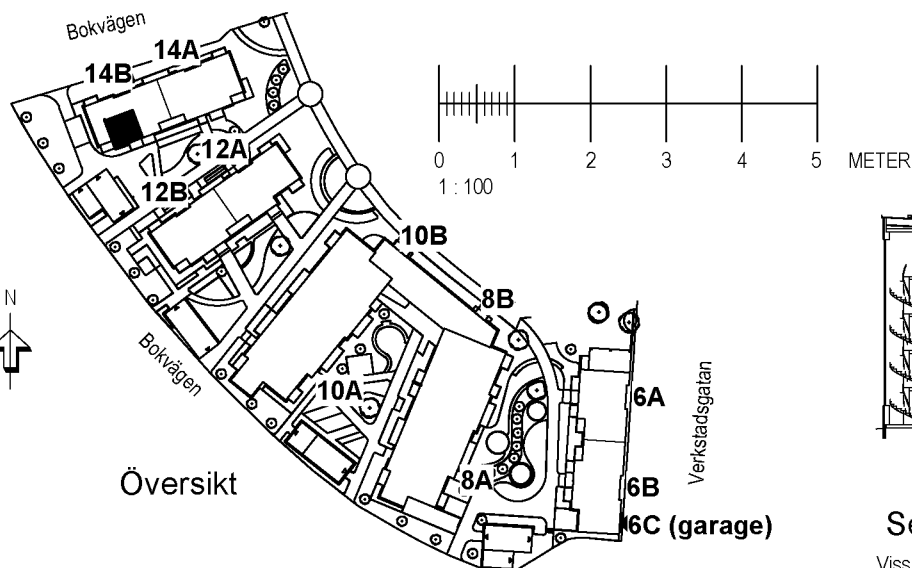 Bokvägen
14A
14B
12A
12B
0 1 2 3 4 5 METER
1 : 100
10B
8B
N
Bokvägen
10A
6A
Verkstadsgatan
Översikt
8A
6B
6C (garage)
Se
Viss